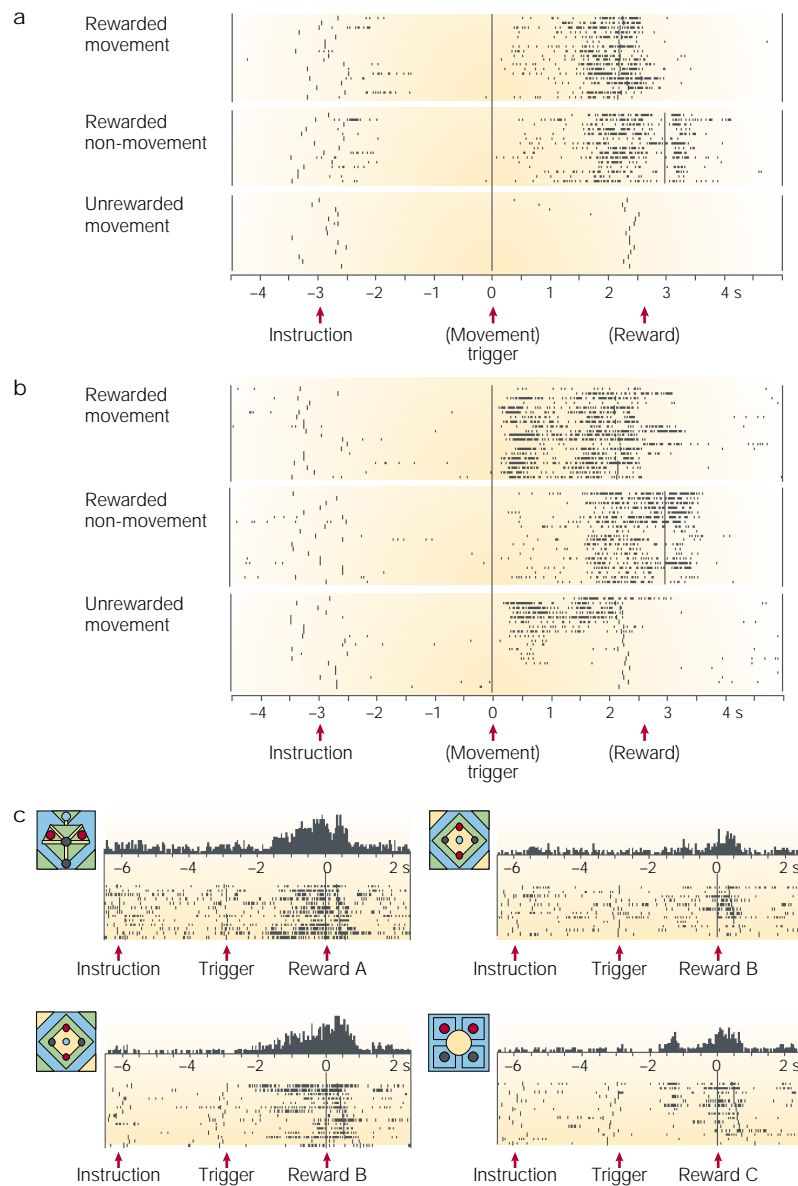 a
Rewarded
movement
Rewarded
non-movement
Unrewarded
movement
–4 –3 –2 –1 0 1 2 3 4 s
Instruction (Movement) (Reward)
trigger
b
Rewarded
movement
Rewarded
non-movement
Unrewarded
movement
–4 –3 –2 –1 0 1 2 3 4 s
Instruction (Movement) (Reward)
trigger
c
–6 –4 –2 0 2 s
Instruction Trigger Reward A
–6 –4 –2 0 2 s
Instruction Trigger Reward B
–6 –4 –2 0 2 s
Instruction Trigger Reward B
–6 –4 –2 0 2 s
Instruction Trigger Reward C